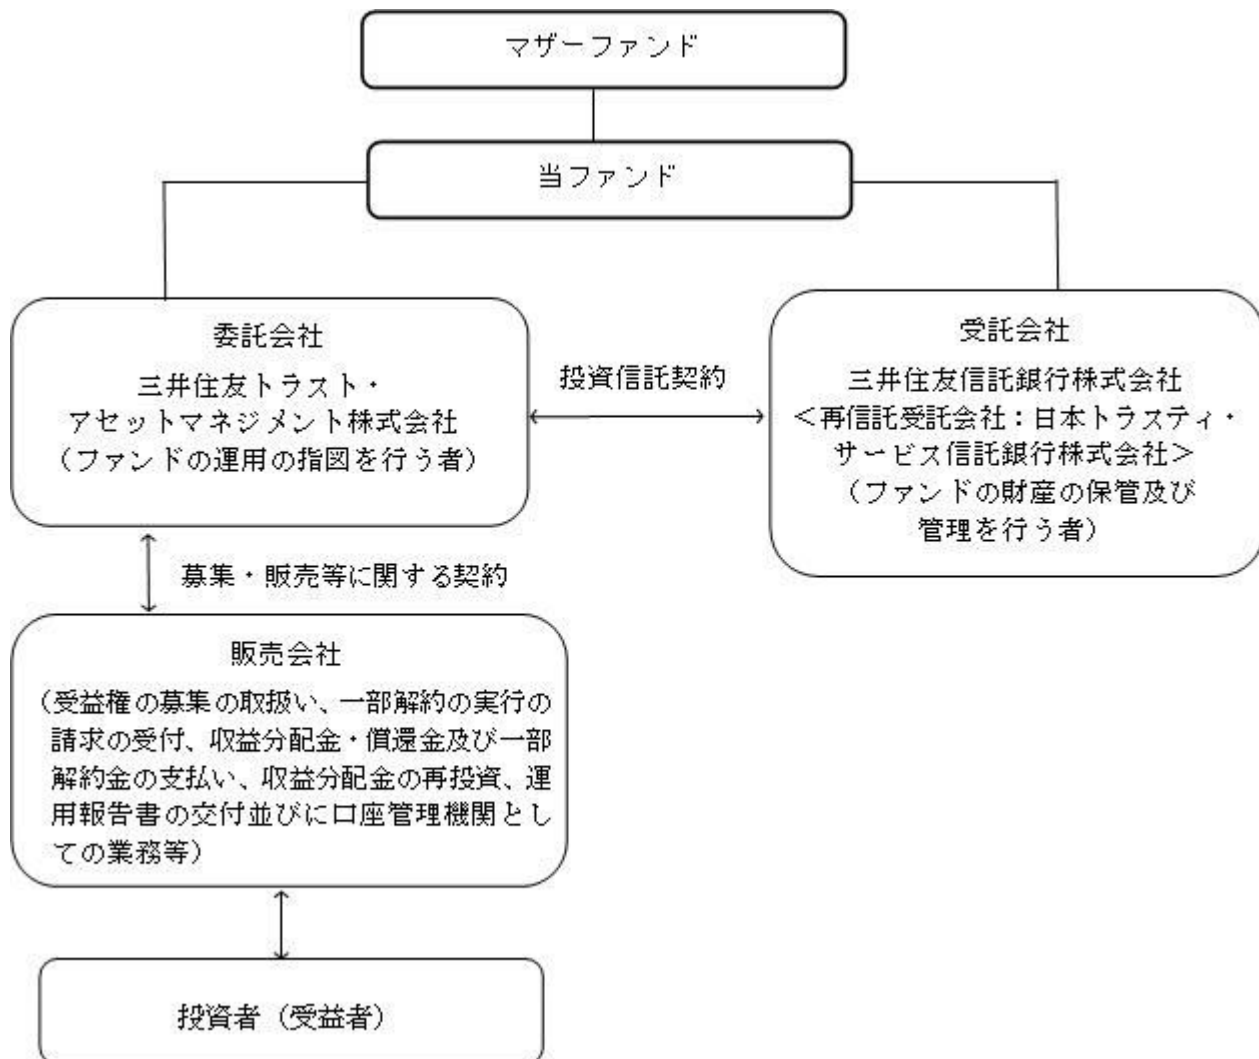 マザーファンド
当ファンド
委託会社
三井住友トラスト・
アセットマネジメント株式会社
（ファンドの運用の指図を行う者）
投資信託契約
受託会社
三井住友信託銀行株式会社
＜再信託受託会社：日本トラスティ・
サービス信託銀行株式会社＞
（ファンドの財産の保管及び
管理を行う者）
募集・販売等に関する契約
販売会社
（受益権の募集の取扱い、一部解約の実行の
請求の受付、収益分配金・償還金及び一部
解約金の支払い、収益分配金の再投資、運
用報告書の交付並びに口座管理機関とし
ての業務等）
投資者（受益者）